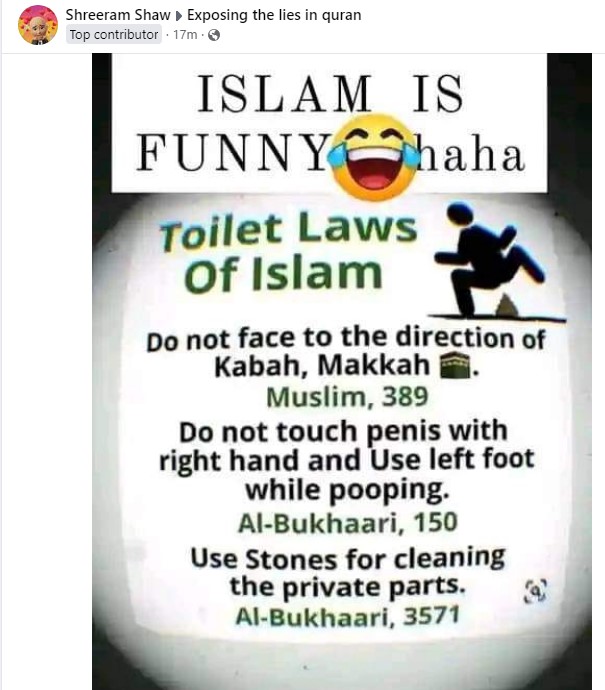 Shreeram Shaw ▸ Exposing the lies in quran
Top contributor · 17m ·
ISLAM IS
FUNNY😂haha
Toilet Laws
Of Islam
Do not face to the direction of
Kabah, Makkah 🕋.
Muslim, 389
Do not touch penis with
right hand and Use left foot
while pooping.
Al-Bukhaari, 150
Use Stones for cleaning
the private parts.
Al-Bukhaari, 3571